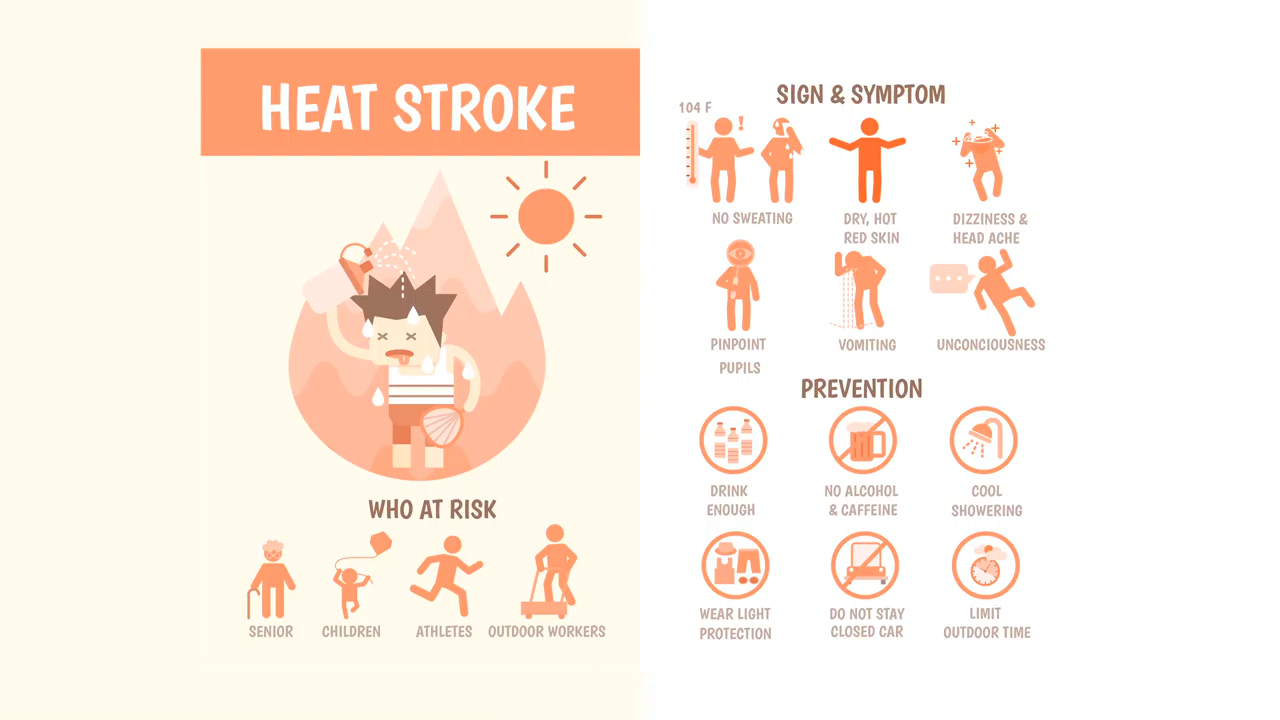 HEAT STROKE
WHO AT RISK
SENIOR
CHILDREN
ATHLETES
OUTDOOR WORKERS
SIGN & SYMPTOM
104 F
!
NO SWEATING
DRY, HOT
RED SKIN
DIZZINESS &
HEAD ACHE
PINPOINT
PUPILS
VOMITING
UNCONCIOUSNESS
PREVENTION
DRINK
ENOUGH
NO ALCOHOL
& CAFFEINE
COOL
SHOWERING
WEAR LIGHT
PROTECTION
DO NOT STAY
CLOSED CAR
LIMIT
OUTDOOR TIME